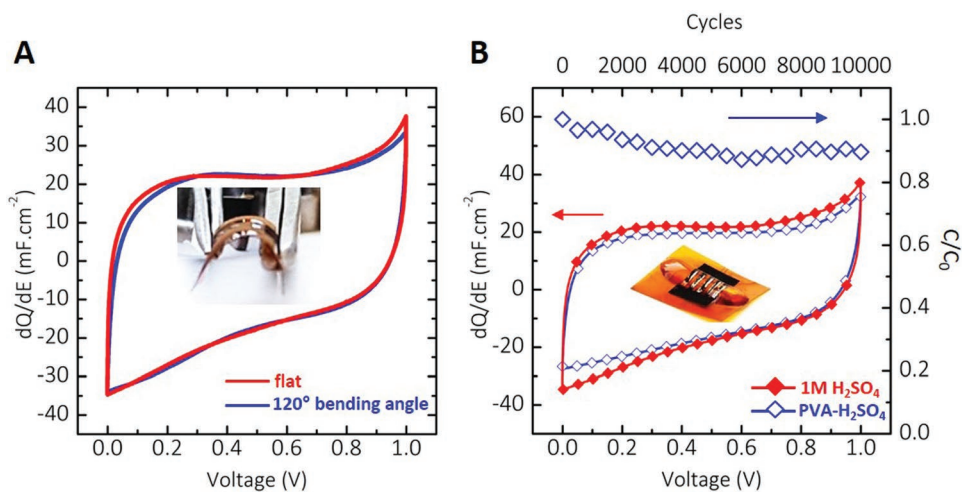 A
dQ/dE (mF.cm⁻²)
40
30
20
10
0
-10
-20
-30
-40
flat
120° bending angle
0.0 0.2 0.4 0.6 0.8 1.0
Voltage (V)
B
Cycles
0 2000 4000 6000 8000 10000
dQ/dE (mF.cm⁻²)
60
40
20
0
-20
-40
1.0
0.8
0.6
0.4
0.2
0.0
C/C₀
1M H₂SO₄
PVA-H₂SO₄
0.0 0.2 0.4 0.6 0.8 1.0
Voltage (V)